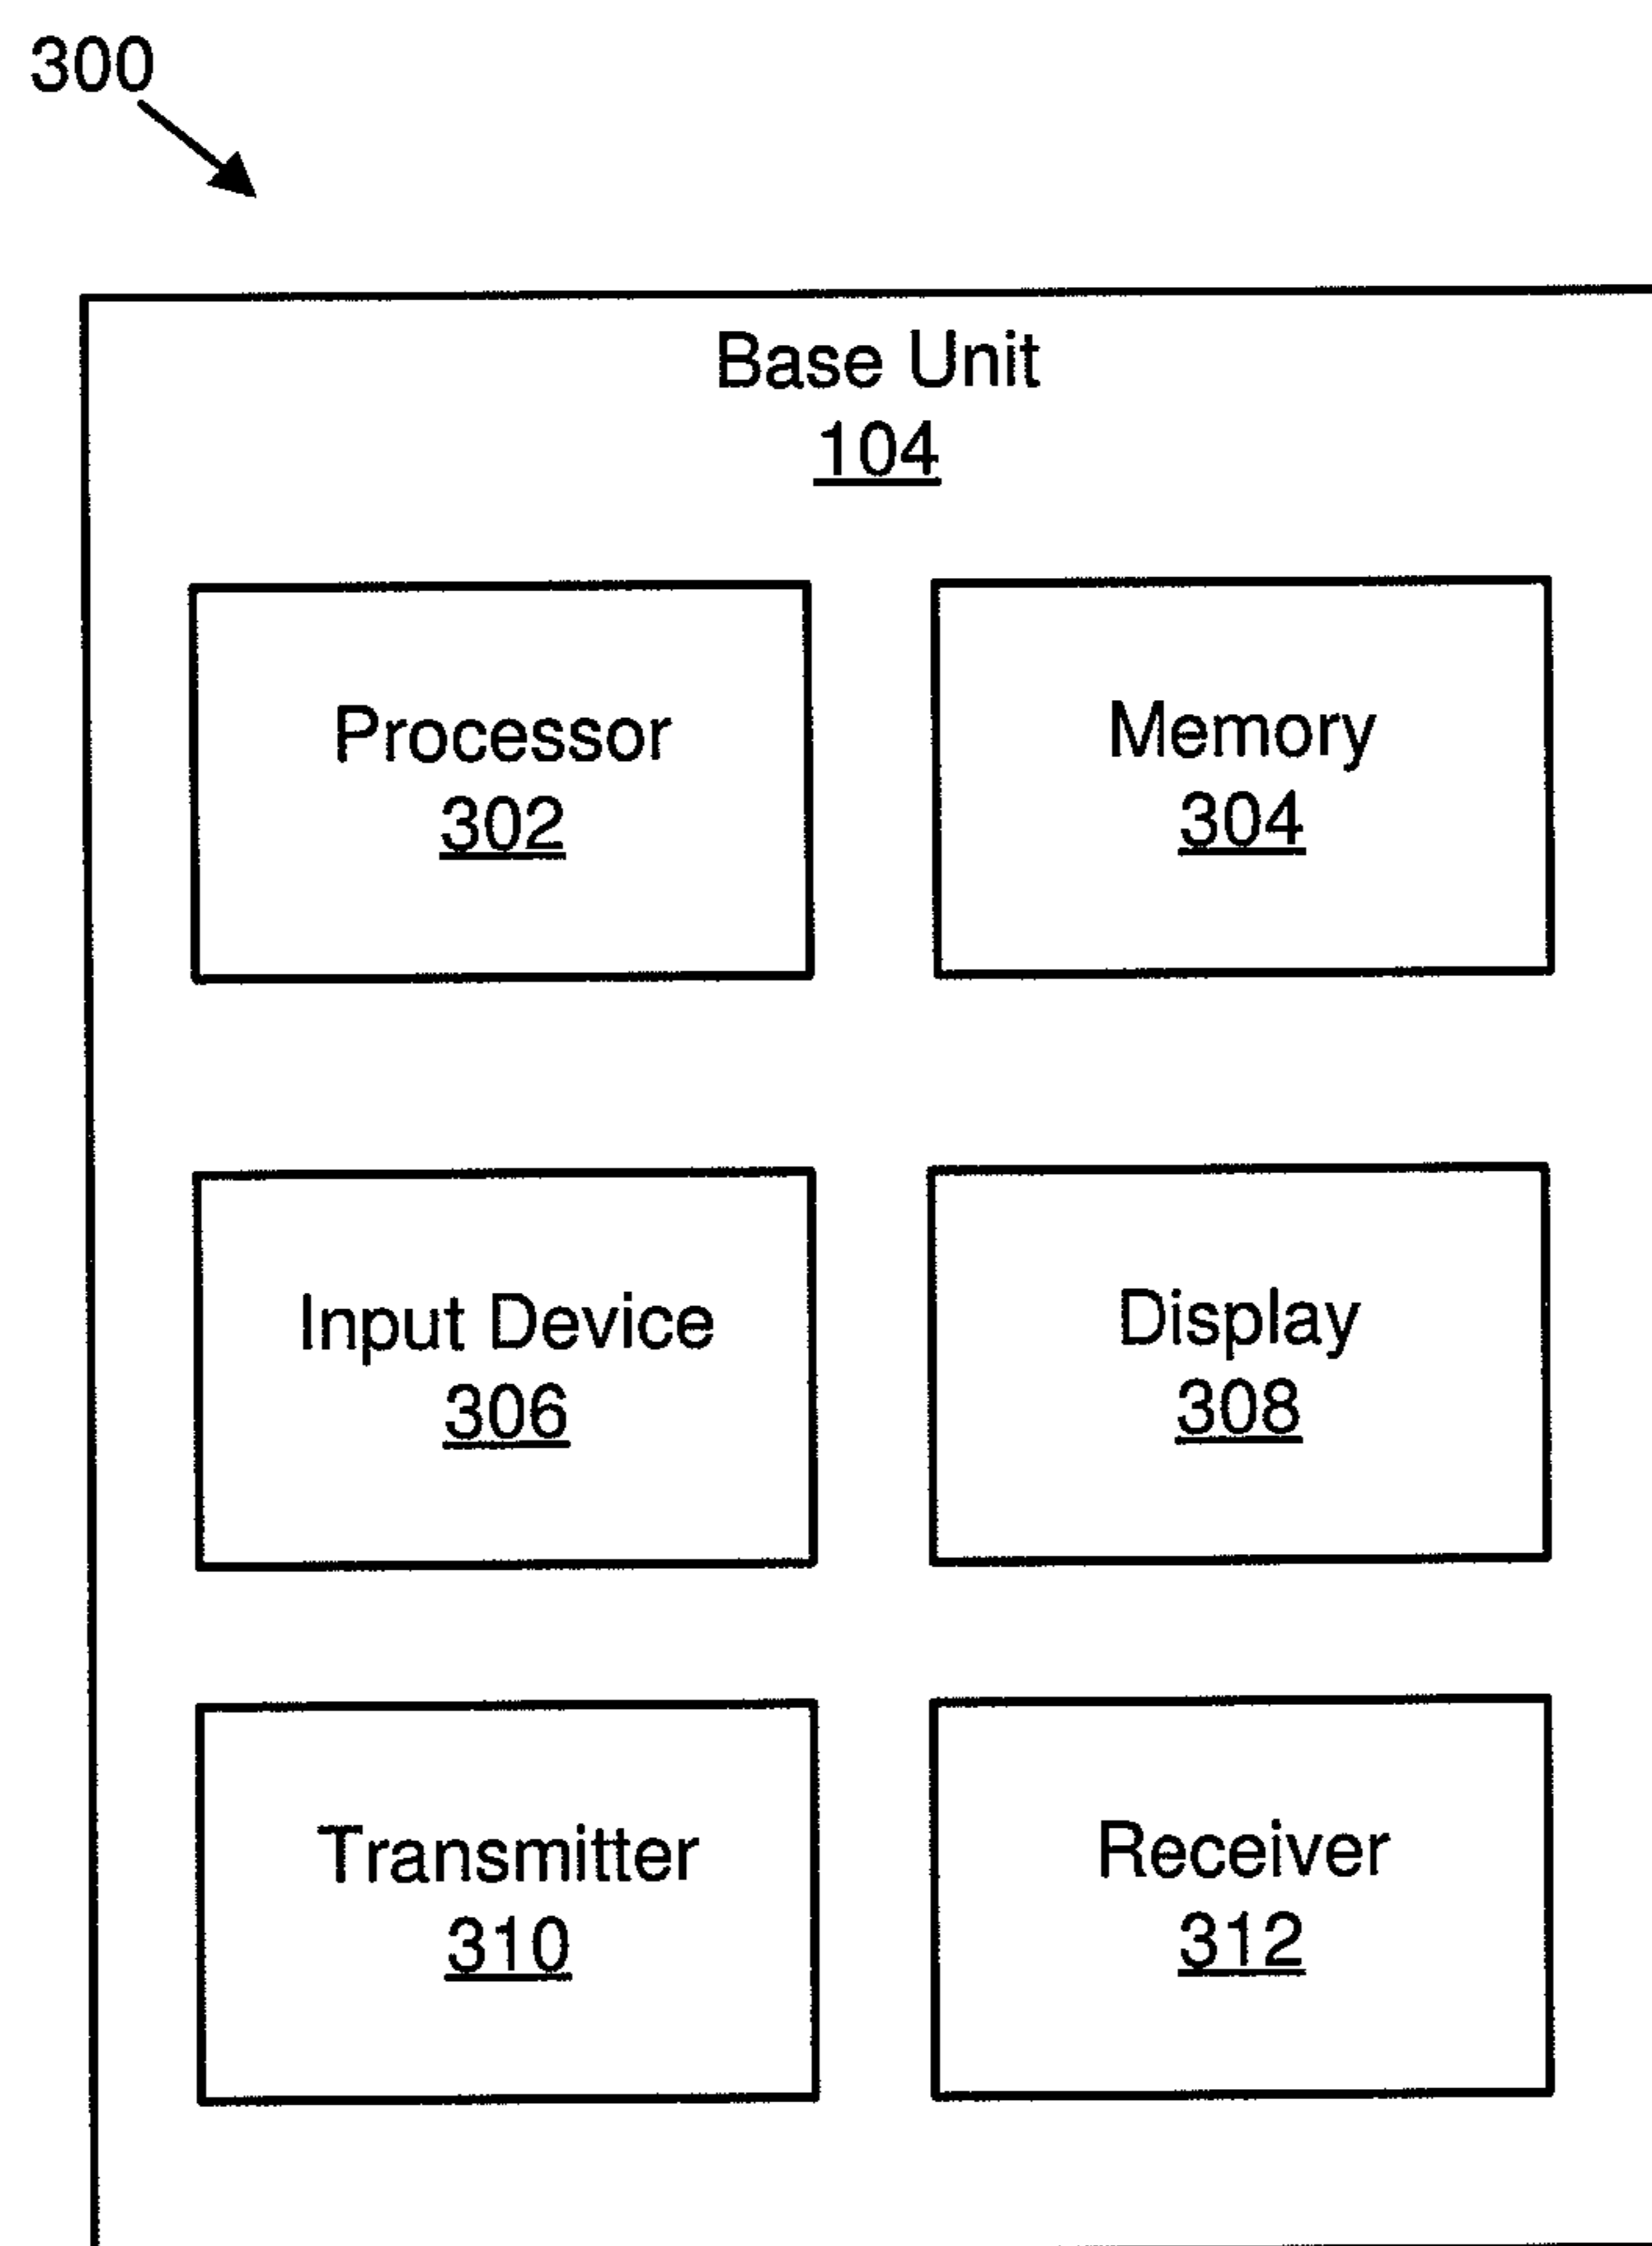 300
Base Unit
104
Processor
302
Memory
304
Input Device
306
Display
308
Transmitter
310
Receiver
312